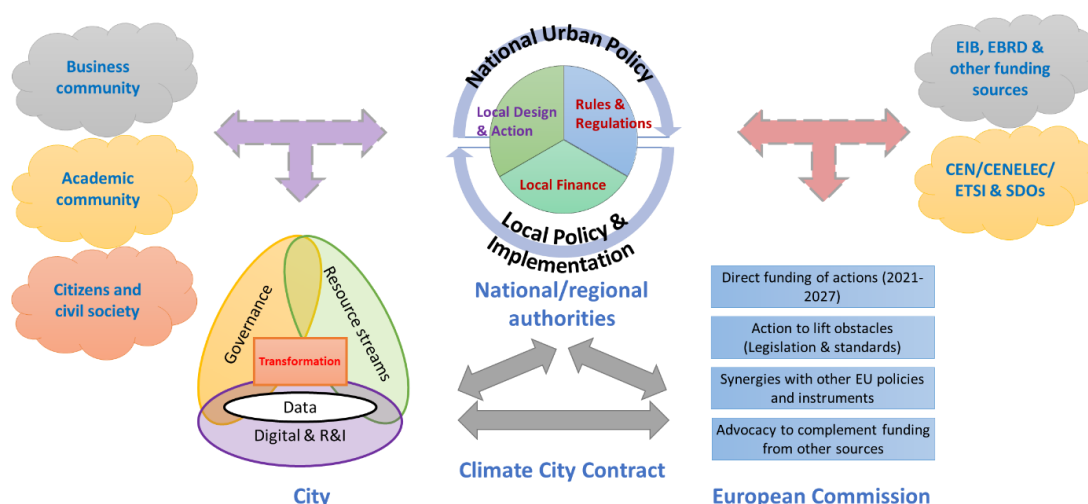 Business
community
Academic
community
Citizens and
civil society
National Urban Policy
Local Design
& Action
Rules &
Regulations
Local Finance
Local Policy &
Implementation
National/regional
authorities
EIB, EBRD &
other funding
sources
CEN/CENELEC/
ETSI & SDOs
Governance
Resource streams
Transformation
Data
Digital & R&I
City
Climate City Contract
Direct funding of actions (2021-
2027)
Action to lift obstacles
(Legislation & standards)
Synergies with other EU policies
and instruments
Advocacy to complement funding
from other sources
European Commission